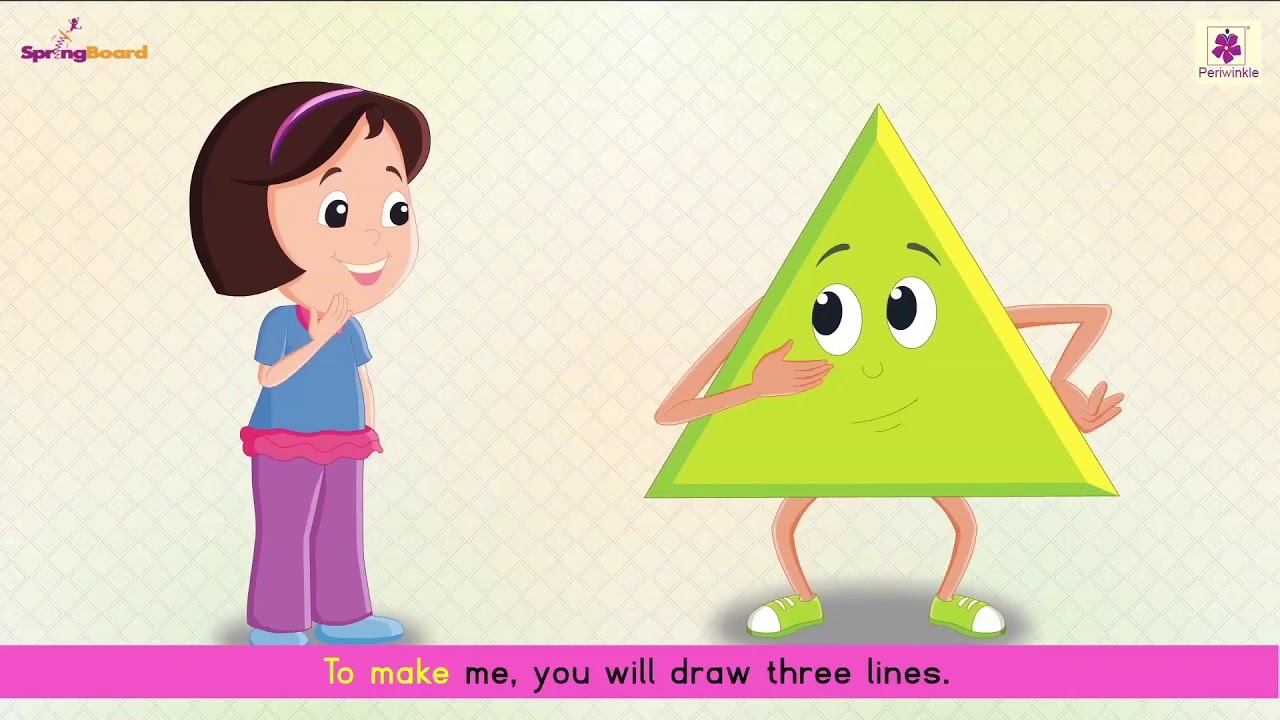 SpringBoard
Periwinkle
To make me, you will draw three lines.